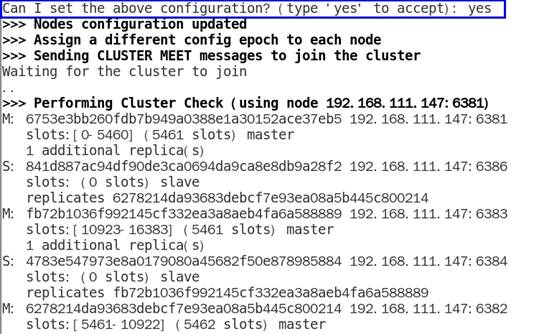 Can I set the above configuration? (type 'yes' to accept): yes
>>> Nodes configuration updated
>>> Assign a different config epoch to each node
>>> Sending CLUSTER MEET messages to join the cluster
Waiting for the cluster to join
..
>>> Performing Cluster Check (using node 192.168.111.147:6381)
M: 6753e3bb260fdb7b949a0388e1a30152ace37eb5 192.168.111.147:6381
slots:[0-5460] (5461 slots) master
1 additional replica(s)
S: 841d887ac94df90de3ca0694da9ca8e8db9a28f2 192.168.111.147:6386
slots: (0 slots) slave
replicates 6278214da93683debcf7e93ea08a5b445c800214
M: fb72b1036f992145cf332ea3a8aeb4fa6a588889 192.168.111.147:6383
slots:[10923-16383] (5461 slots) master
1 additional replica(s)
S: 4783e547973e8a0179080a45682f50e878985884 192.168.111.147:6384
slots: (0 slots) slave
replicates fb72b1036f992145cf332ea3a8aeb4fa6a588889
M: 6278214da93683debcf7e93ea08a5b445c800214 192.168.111.147:6382
slots:[5461-10922] (5462 slots) master